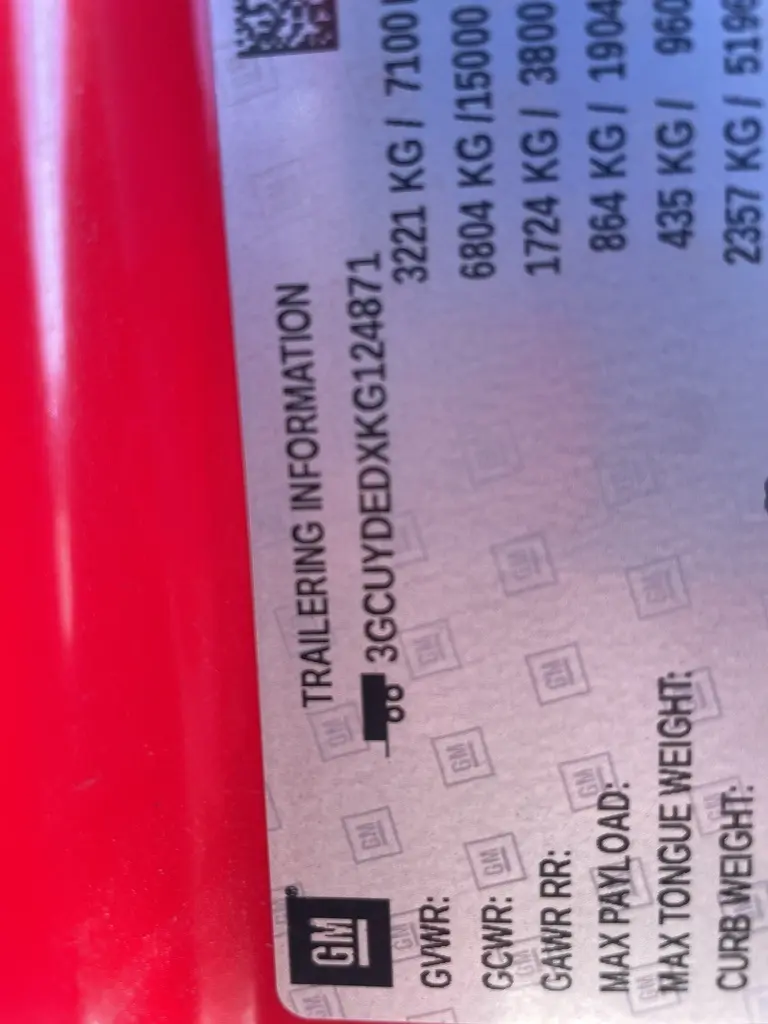 GM
TRAILERING INFORMATION
3GCUYDEDXKG124871
GVWR: 3221 KG / 7100
GCWR: 6804 KG /15000
GAWR RR: 1724 KG / 3800
MAX PAYLOAD: 864 KG / 1904
MAX TONGUE WEIGHT: 435 KG / 960
CURB WEIGHT: 2357 KG / 5196